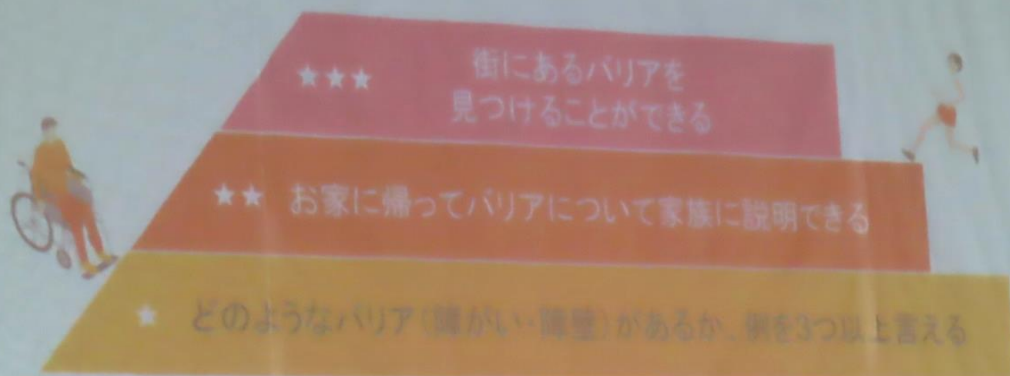 ★★★ 街にあるバリアを
見つけることができる
★★ お家に帰ってバリアについて家族に説明できる
★ どのようなバリア(障がい・障壁)があるか、例を3つ以上言える